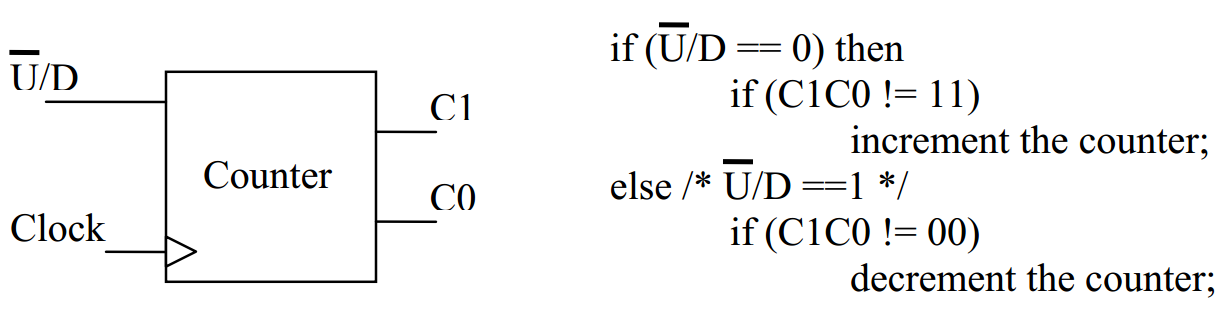 U̅/D
C1
Counter
C0
Clock
if (U̅/D == 0) then
if (C1C0 != 11)
increment the counter;
else /* U̅/D ==1 */
if (C1C0 != 00)
decrement the counter;